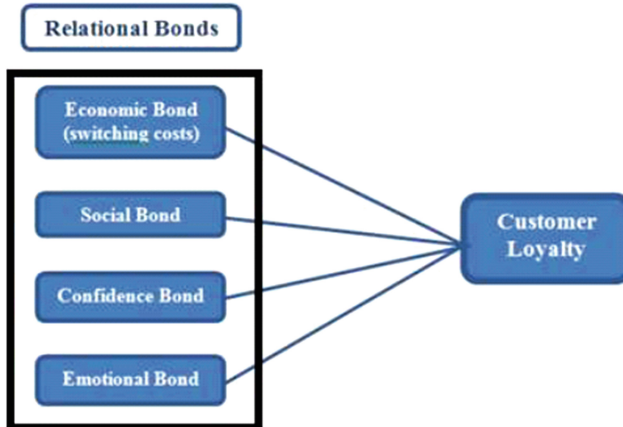 Relational Bonds
Economic Bond
(switching costs)
Social Bond
Confidence Bond
Emotional Bond
Customer
Loyalty